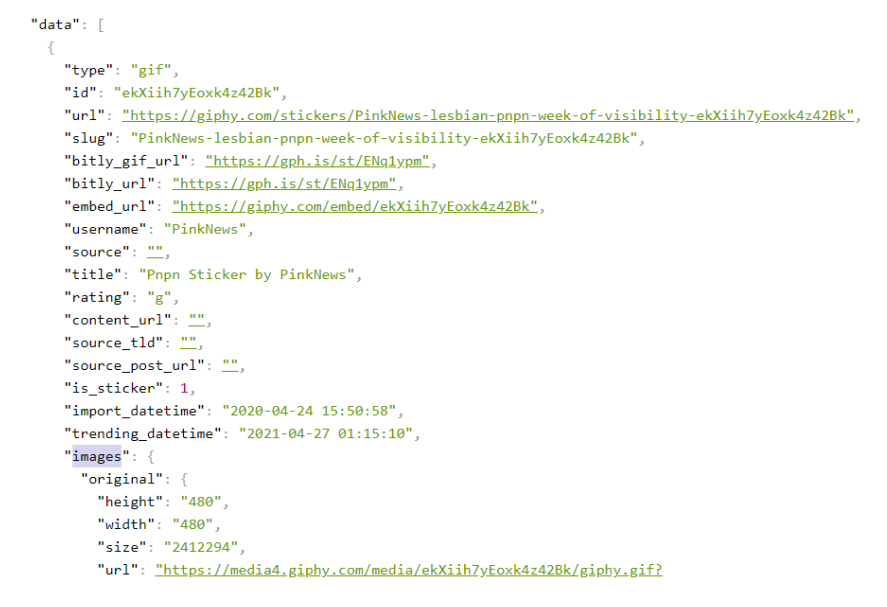 "data": [
{
"type": "gif",
"id": "ekXiih7yEoxk4z42Bk",
"url": "https://giphy.com/stickers/PinkNews-lesbian-pnpn-week-of-visibility-ekXiih7yEoxk4z42Bk",
"slug": "PinkNews-lesbian-pnpn-week-of-visibility-ekXiih7yEoxk4z42Bk",
"bitly_gif_url": "https://gph.is/st/ENq1ypm",
"bitly_url": "https://gph.is/st/ENq1ypm",
"embed_url": "https://giphy.com/embed/ekXiih7yEoxk4z42Bk",
"username": "PinkNews",
"source": "",
"title": "Pnpn Sticker by PinkNews",
"rating": "g",
"content_url": "",
"source_tld": "",
"source_post_url": "",
"is_sticker": 1,
"import_datetime": "2020-04-24 15:50:58",
"trending_datetime": "2021-04-27 01:15:10",
"images": {
"original": {
"height": "480",
"width": "480",
"size": "2412294",
"url": "https://media4.giphy.com/media/ekXiih7yEoxk4z42Bk/giphy.gif?